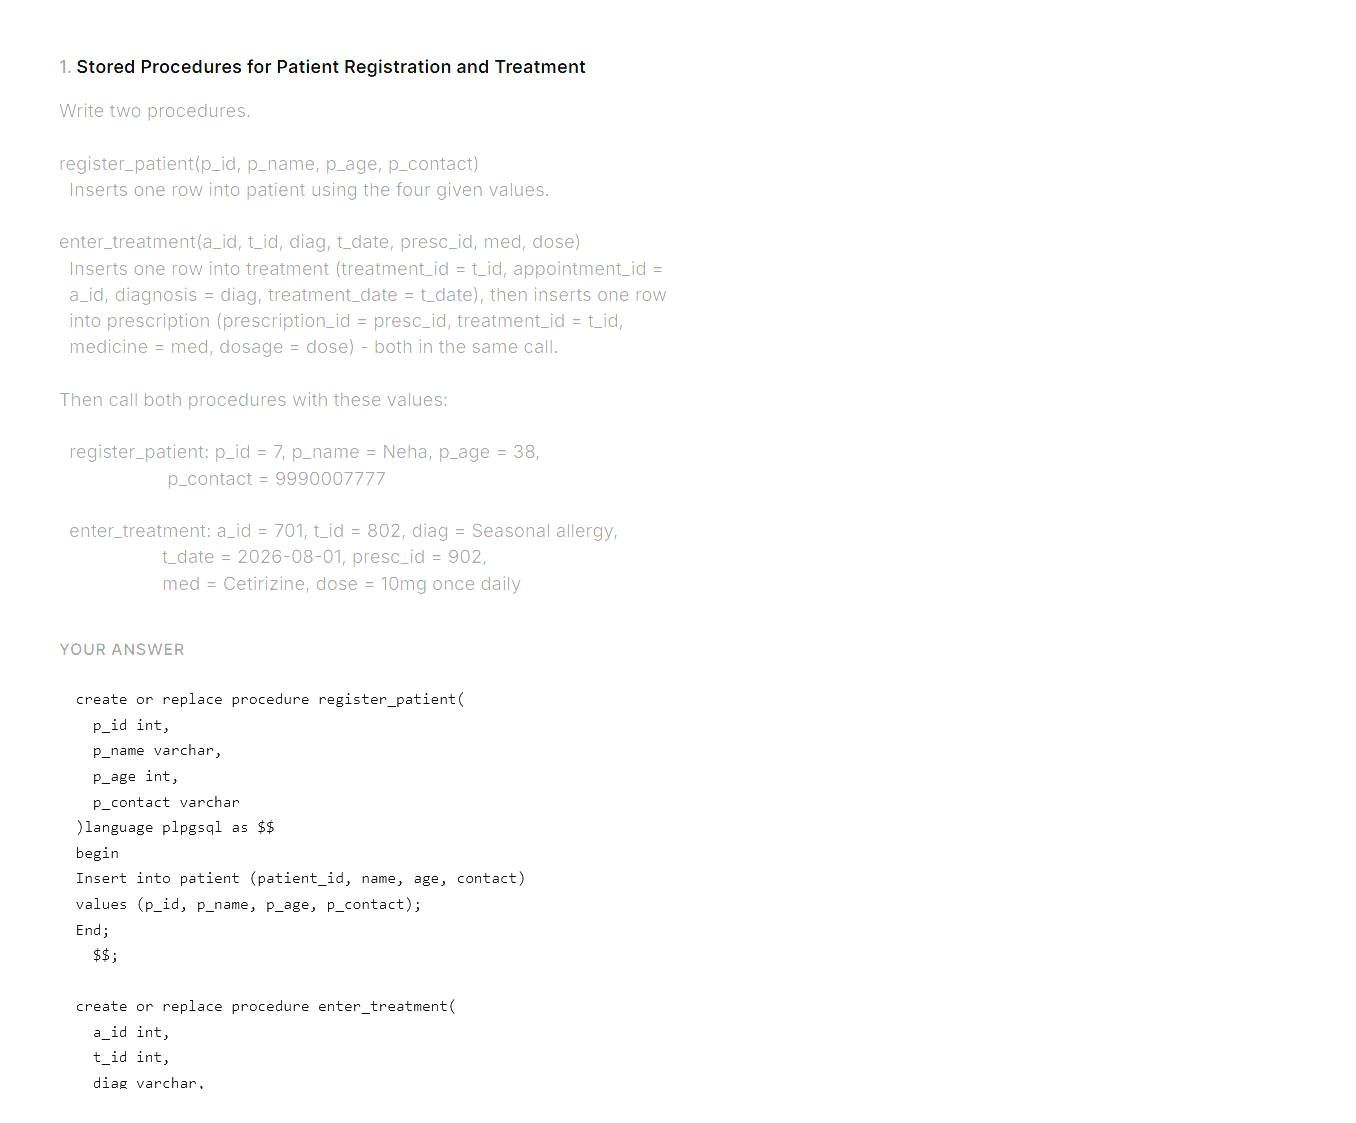 1. Stored Procedures for Patient Registration and Treatment
Write two procedures.
register_patient(p_id, p_name, p_age, p_contact)
Inserts one row into patient using the four given values.
enter_treatment(a_id, t_id, diag, t_date, presc_id, med, dose)
Inserts one row into treatment (treatment_id = t_id, appointment_id =
a_id, diagnosis = diag, treatment_date = t_date), then inserts one row
into prescription (prescription_id = presc_id, treatment_id = t_id,
medicine = med, dosage = dose) - both in the same call.
Then call both procedures with these values:
register_patient: p_id = 7, p_name = Neha, p_age = 38,
p_contact = 9990007777
enter_treatment: a_id = 701, t_id = 802, diag = Seasonal allergy,
t_date = 2026-08-01, presc_id = 902,
med = Cetirizine, dose = 10mg once daily
YOUR ANSWER
create or replace procedure register_patient(
p_id int,
p_name varchar,
p_age int,
p_contact varchar
)language plpgsql as $$
begin
Insert into patient (patient_id, name, age, contact)
values (p_id, p_name, p_age, p_contact);
End;
$$;
create or replace procedure enter_treatment(
a_id int,
t_id int,
diag varchar,